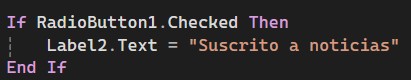 If RadioButton1.Checked Then
    Label2.Text = "Suscrito a noticias"
End If